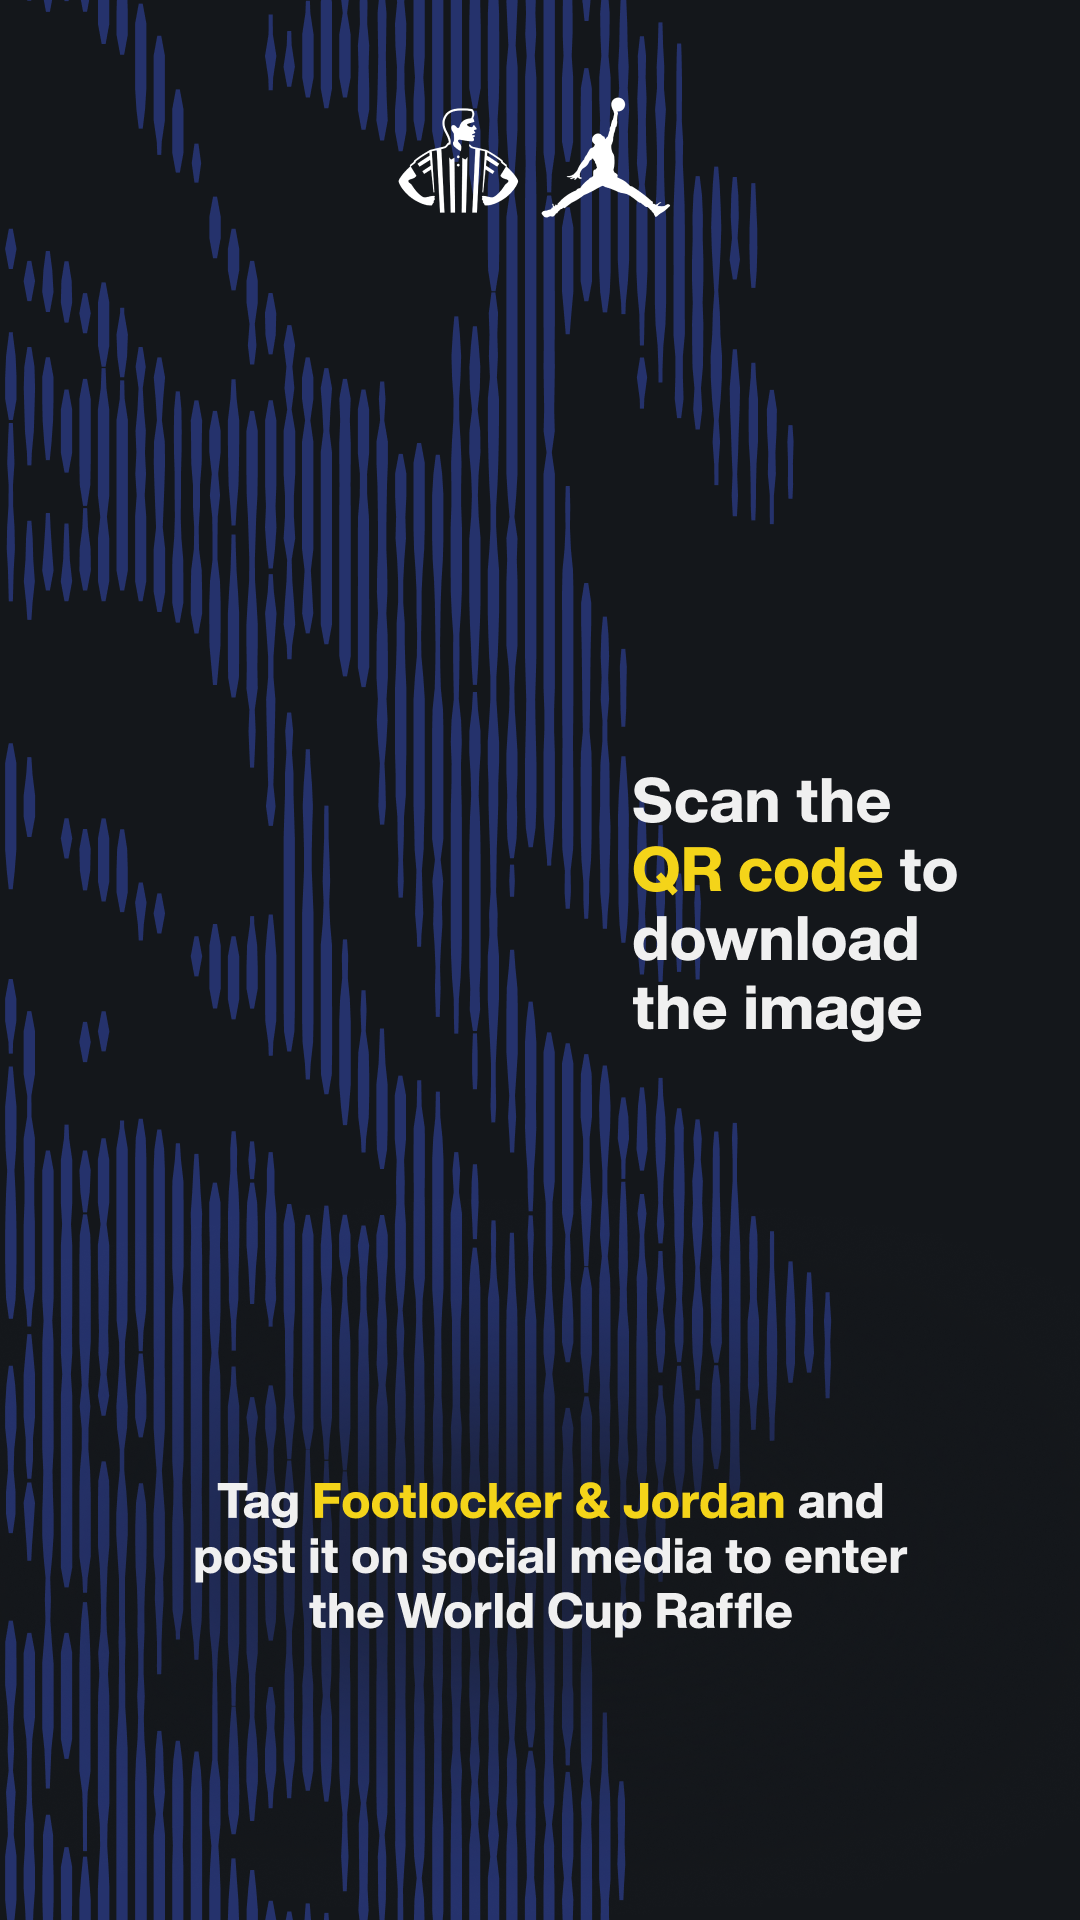 Scan the
QR code to
download
the image
Tag Footlocker & Jordan and
post it on social media to enter
the World Cup Raffle